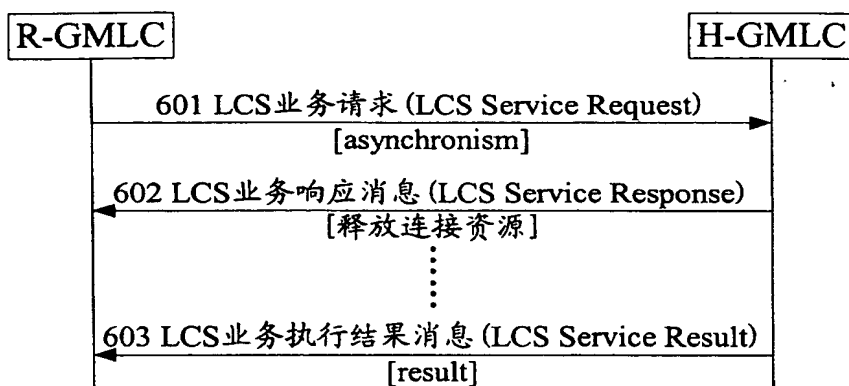 R-GMLC
H-GMLC
601 LCS业务请求(LCS Service Request)
[asynchronism]
602 LCS业务响应消息(LCS Service Response)
[释放连接资源]
603 LCS业务执行结果消息(LCS Service Result)
[result]